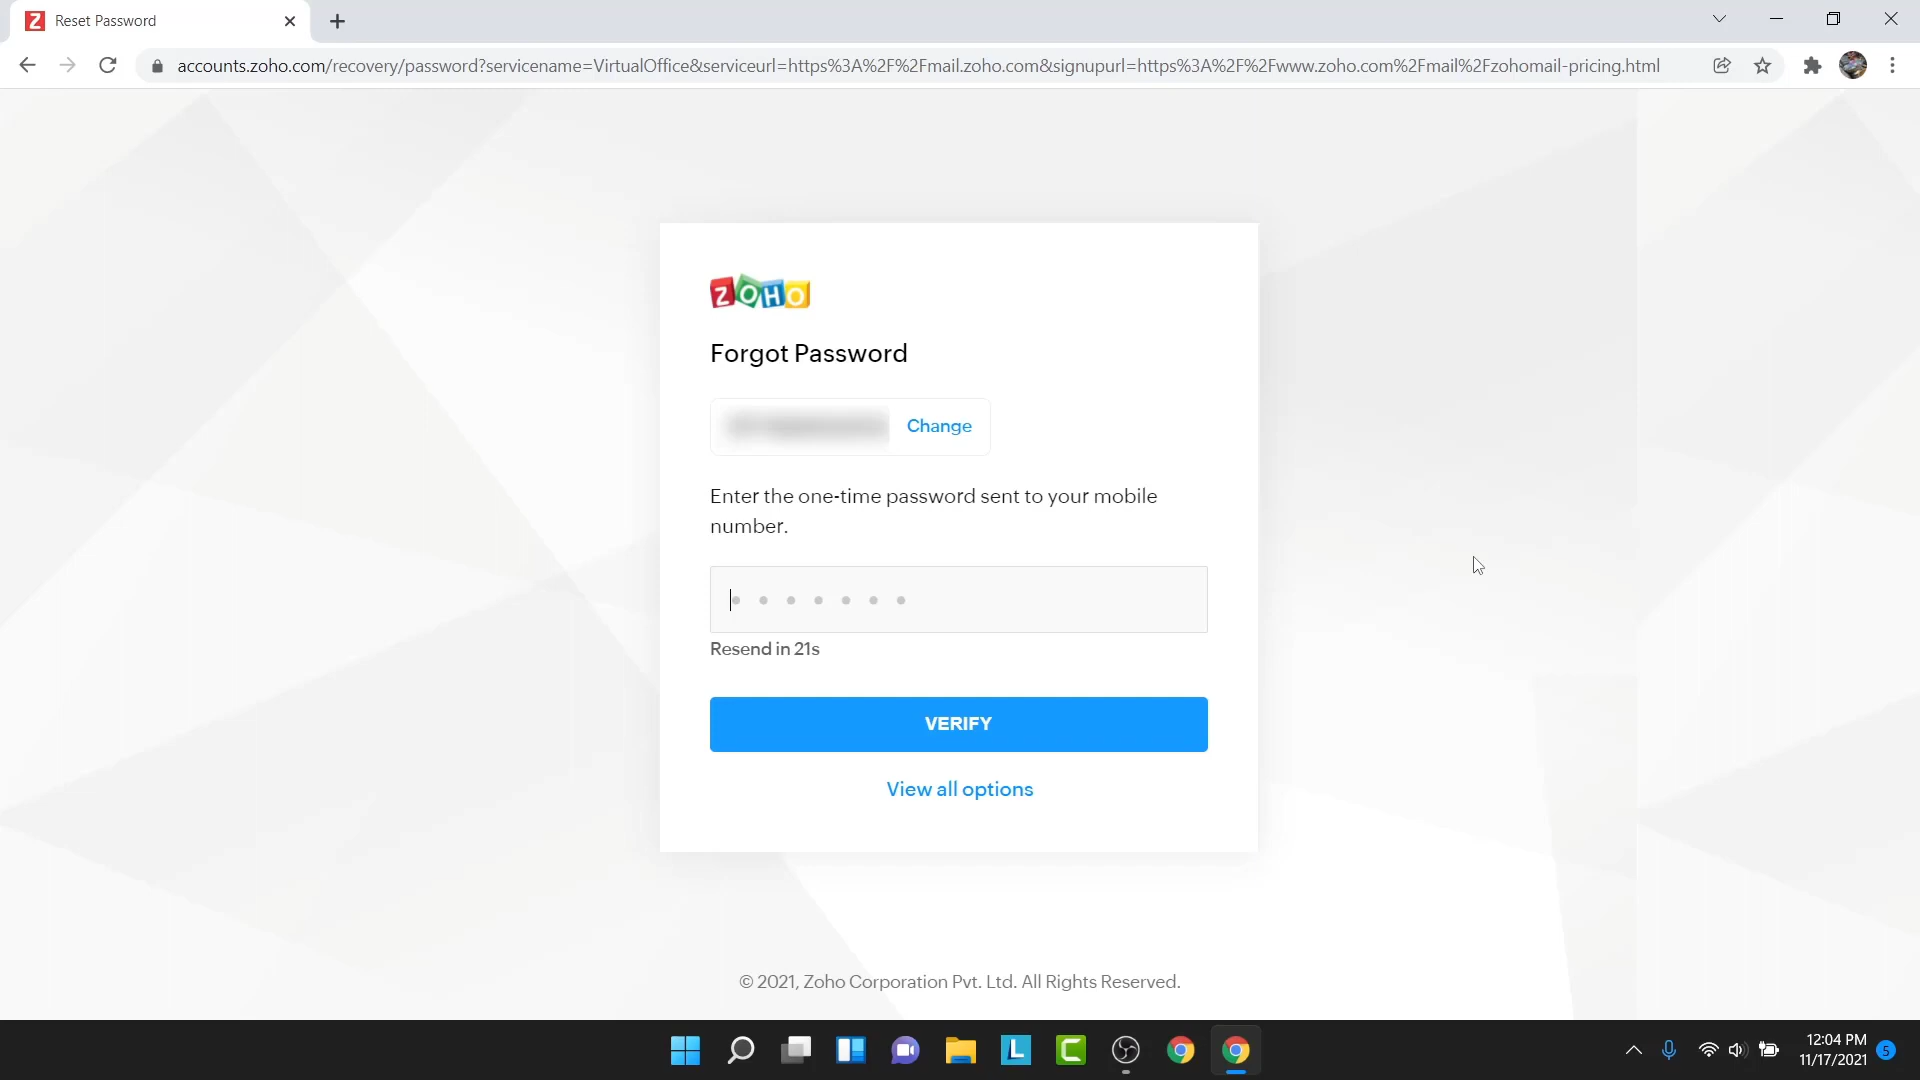 Reset Password
accounts.zoho.com/recovery/password?servicename=VirtualOffice&serviceurl=https%3A%2F%2Fmail.zoho.com&signupurl=https%3A%2F%2Fwww.zoho.com%2Fmail%2Fzohomail-pricing.html
ZOHO
Forgot Password
Change
Enter the one-time password sent to your mobile
number.
Resend in 21s
VERIFY
View all options
© 2021, Zoho Corporation Pvt. Ltd. All Rights Reserved.
12:04 PM
11/17/2021
5